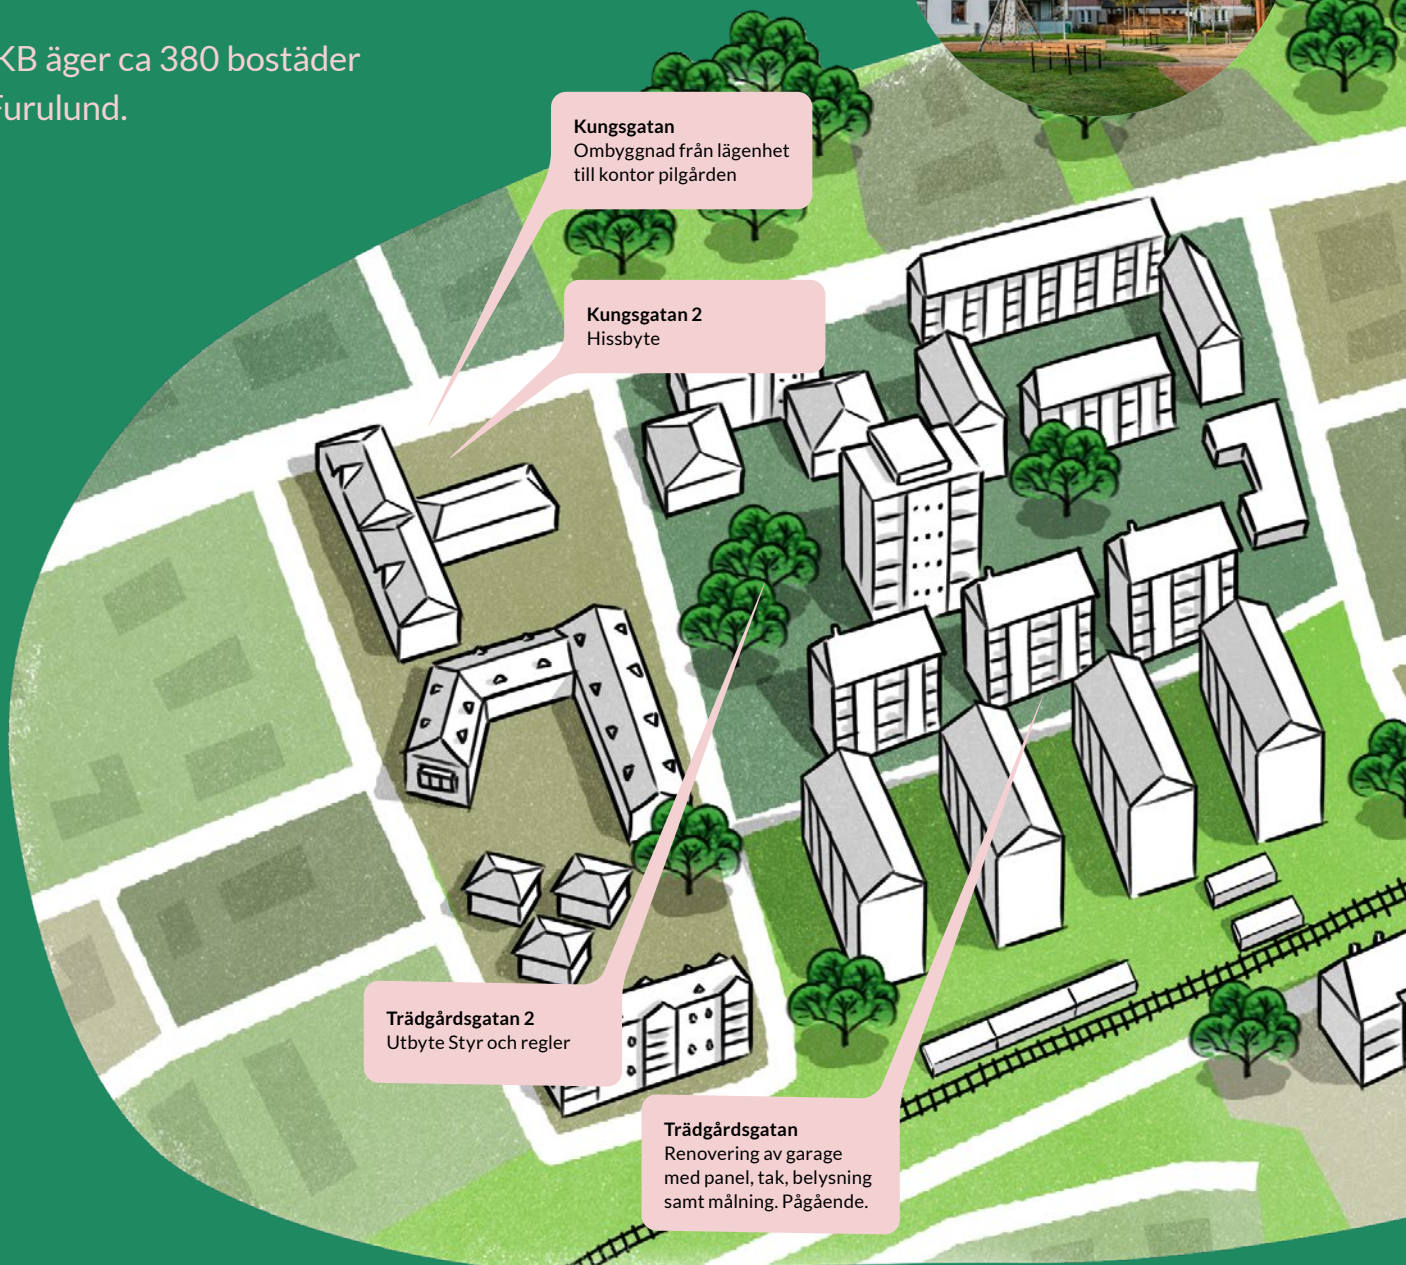 KB äger ca 380 bostäder
Furulund.
Kungsgatan
Ombyggnad från lägenhet
till kontor pilgården
Kungsgatan 2
Hissbyte
Trädgårdsgatan 2
Utbyte Styr och regler
Trädgårdsgatan
Renovering av garage
med panel, tak, belysning
samt målning. Pågående.